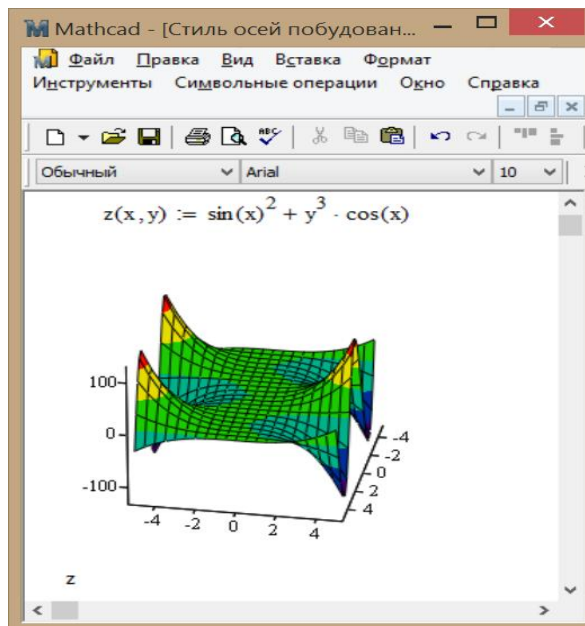 Mathcad - [Стиль осей побудован...
Файл Правка Вид Вставка Формат
Инструменты Символьные операции Окно Справка
ABC
Обычный Arial 10
z(x,y) := sin(x)² + y³ · cos(x)
100
0
-100
-4 -2 0 2 4
-4
-2
0
2
4
z